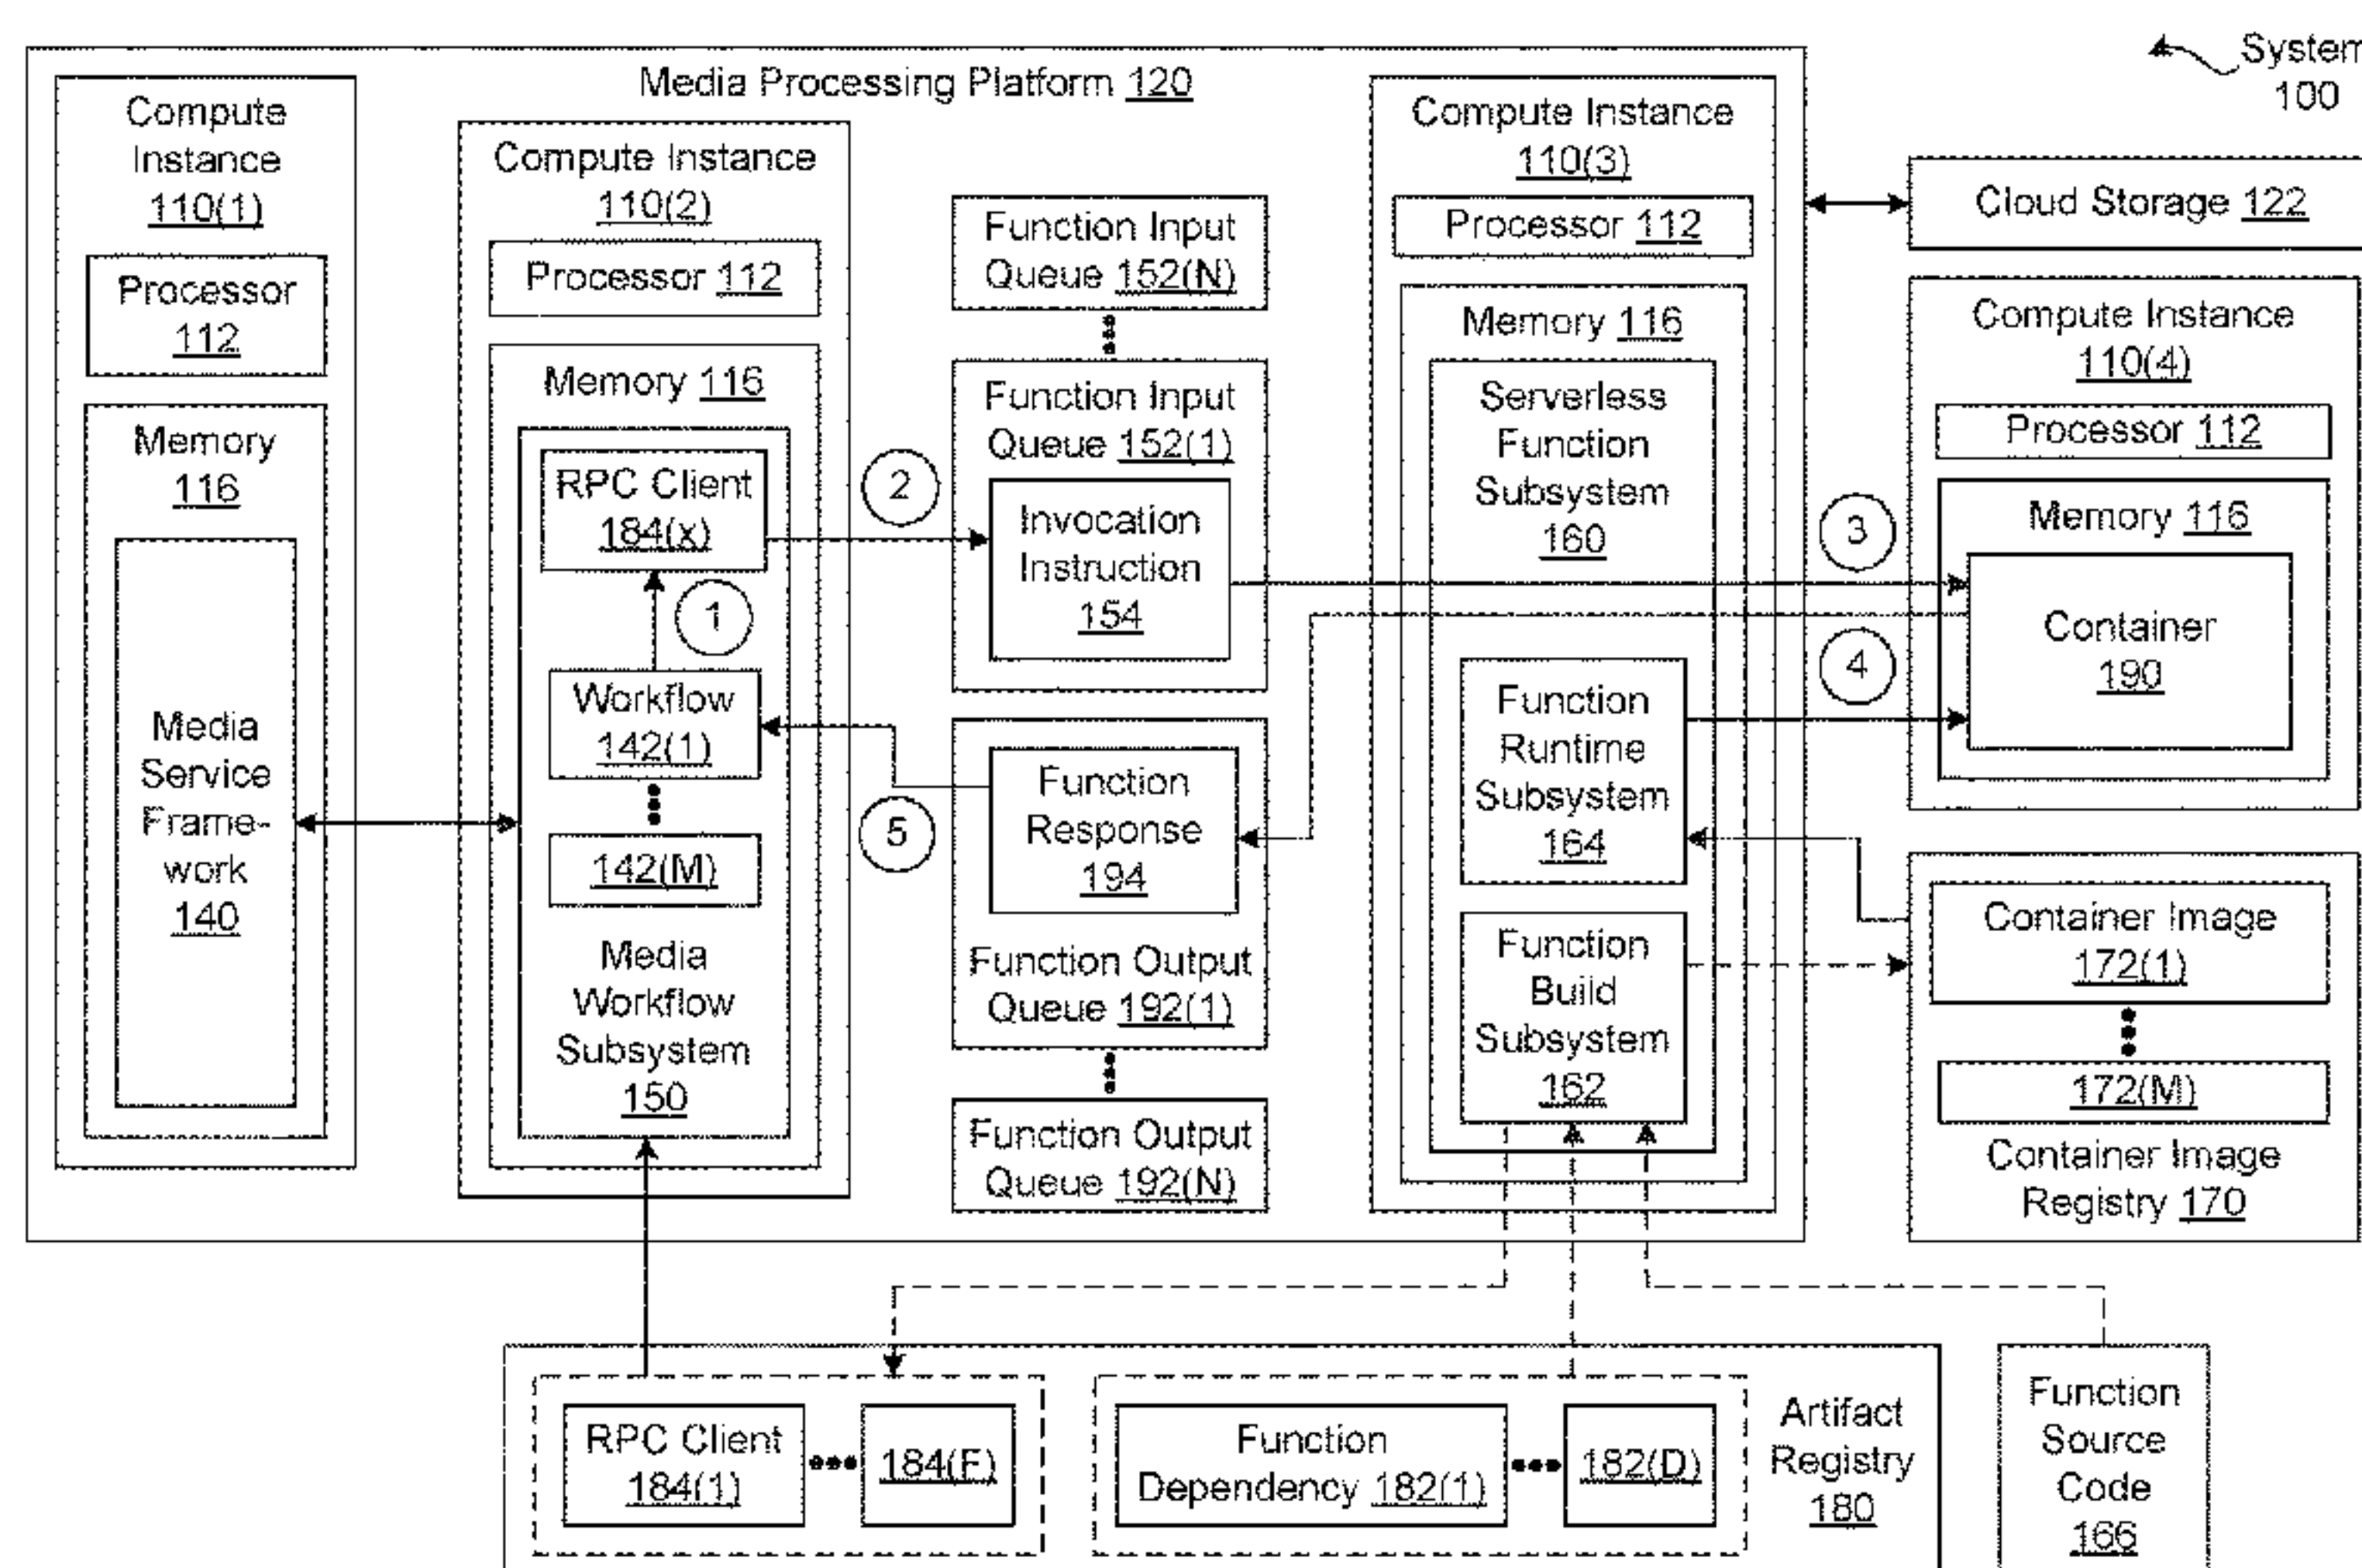 System
100
Media Processing Platform 120
Compute
Instance
110(1)
Processor
112
Memory
116
Media
Service
Frame-
work
140
Compute Instance
110(2)
Processor 112
Memory 116
RPC Client
184(x)
1
Workflow
142(1)
142(M)
Media
Workflow
Subsystem
150
2
5
Function Input
Queue 152(N)
Function Input
Queue 152(1)
Invocation
Instruction
154
Function
Response
194
Function Output
Queue 192(1)
Function Output
Queue 192(N)
Compute Instance
110(3)
Processor 112
Memory 116
Serverless
Function
Subsystem
160
Function
Runtime
Subsystem
164
Function
Build
Subsystem
162
3
4
Cloud Storage 122
Compute Instance
110(4)
Processor 112
Memory 116
Container
190
Container Image
172(1)
172(M)
Container Image
Registry 170
RPC Client
184(1)
184(F)
Function
Dependency 182(1)
182(D)
Artifact
Registry
180
Function
Source
Code
166